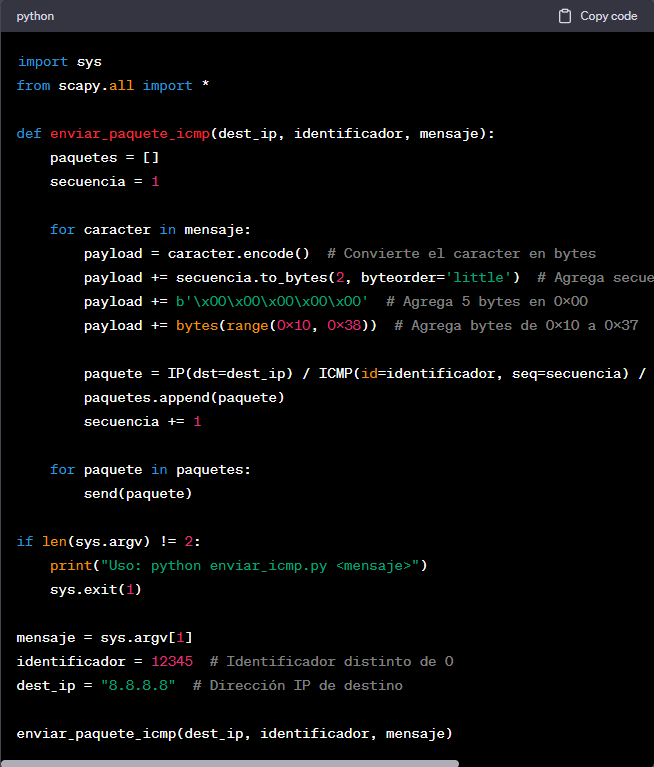 python
Copy code
import sys
from scapy.all import *
def enviar_paquete_icmp(dest_ip, identificador, mensaje):
    paquetes = []
    secuencia = 1
    for caracter in mensaje:
        payload = caracter.encode()  # Convierte el caracter en bytes
        payload += secuencia.to_bytes(2, byteorder='little')  # Agrega secue
        payload += b'\x00\x00\x00\x00\x00'  # Agrega 5 bytes en 0x00
        payload += bytes(range(0x10, 0x38))  # Agrega bytes de 0x10 a 0x37
        paquete = IP(dst=dest_ip) / ICMP(id=identificador, seq=secuencia) /
        paquetes.append(paquete)
        secuencia += 1
    for paquete in paquetes:
        send(paquete)
if len(sys.argv) != 2:
    print("Uso: python enviar_icmp.py <mensaje>")
    sys.exit(1)
mensaje = sys.argv[1]
identificador = 12345  # Identificador distinto de 0
dest_ip = "8.8.8.8"  # Dirección IP de destino
enviar_paquete_icmp(dest_ip, identificador, mensaje)